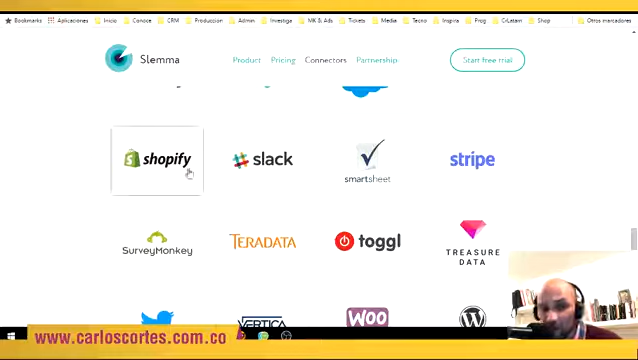 Bookmarks Aplicaciones Inicio Conoce CRM Produccion Admin Investiga MK & Ads Tickets Media Tecno Inspira Prog CrLatam Shop Otros marcadores
Slemma Product Pricing Connectors Partnership Start free trial
shopify slack smartsheet stripe
SurveyMonkey TERADATA toggl TREASURE DATA
VERTICA WOO
www.carloscortes.com.co